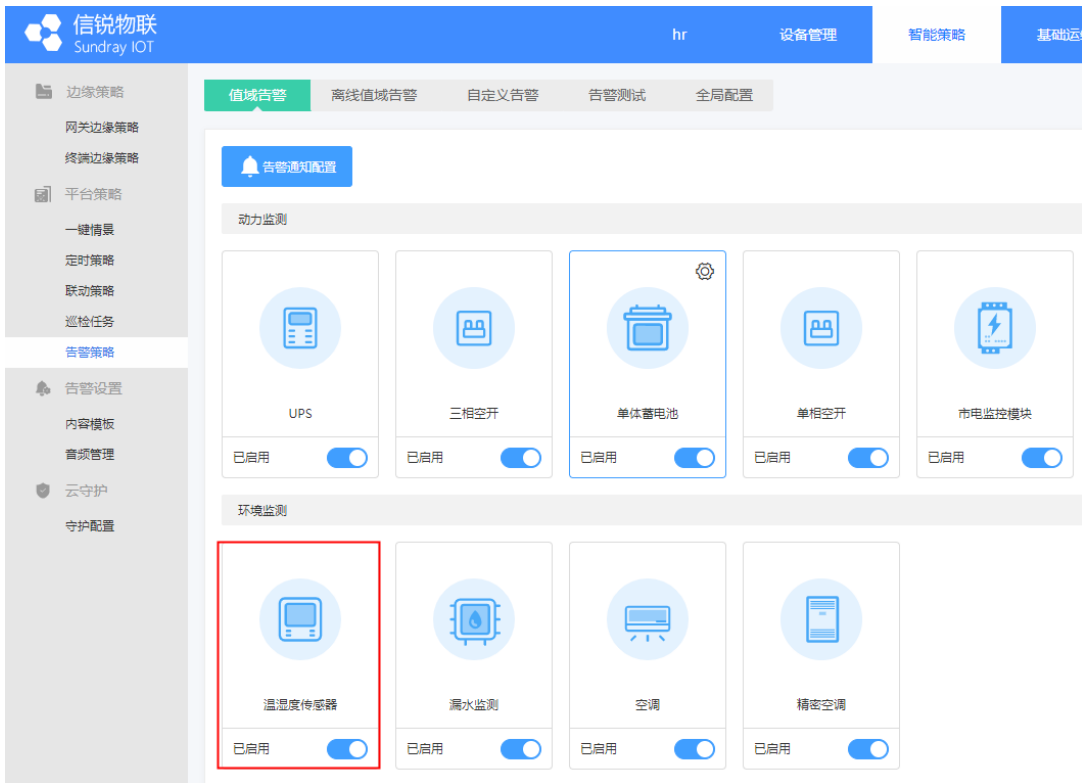 信锐物联
Sundray IOT
hr 设备管理 智能策略 基础运
边缘策略
网关边缘策略
终端边缘策略
平台策略
一键情景
定时策略
联动策略
巡检任务
告警策略
告警设置
内容模板
音频管理
云守护
守护配置
值域告警 离线值域告警 自定义告警 告警测试 全局配置
告警通知配置
动力监测
UPS 三相空开 单体蓄电池 单相空开 市电监控模块
已启用 已启用 已启用 已启用 已启用
环境监测
温湿度传感器 漏水监测 空调 精密空调
已启用 已启用 已启用 已启用